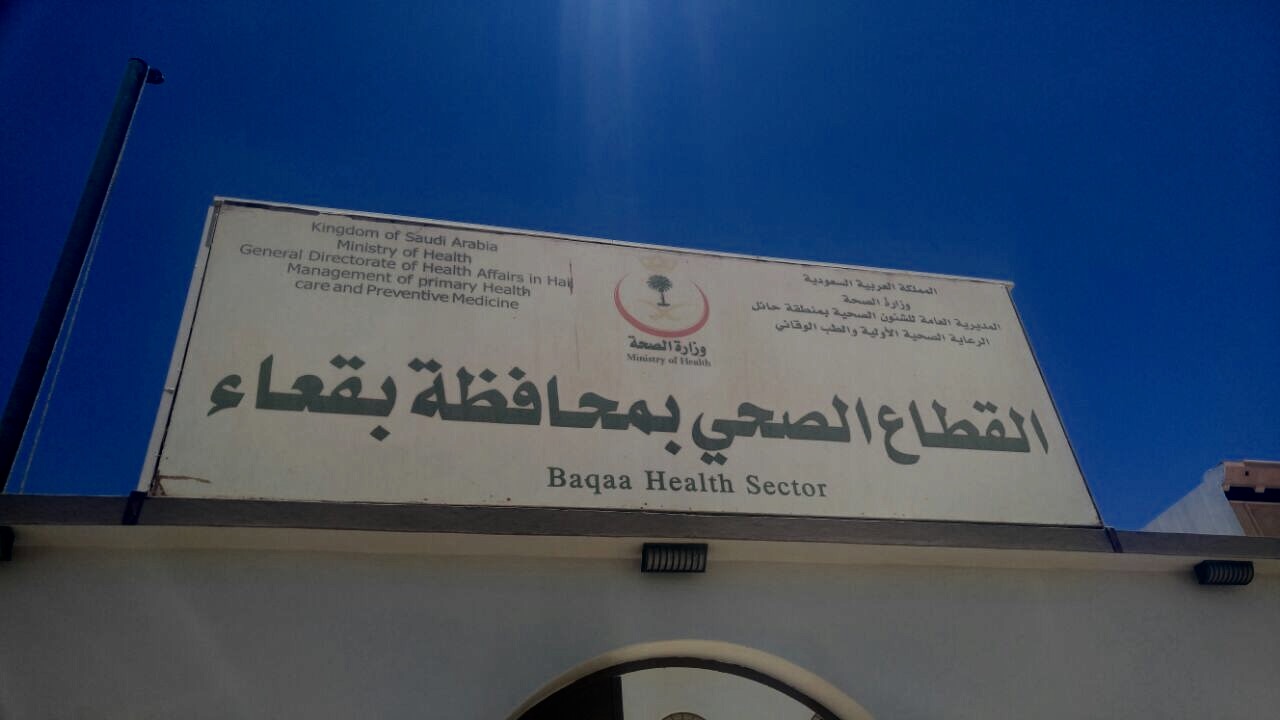 Kingdom of Saudi Arabia
Ministry of Health
General Directorate of Health Affairs in Hail
Management of primary Health
care and Preventive Medicine
وزارة الصحة
Ministry of Health
المملكة العربية السعودية
وزارة الصحة
المديرية العامة للشئون الصحية بمنطقة حائل
الرعاية الصحية الأولية والطب الوقائي
القطاع الصحي بمحافظة بقعاء
Baqaa Health Sector